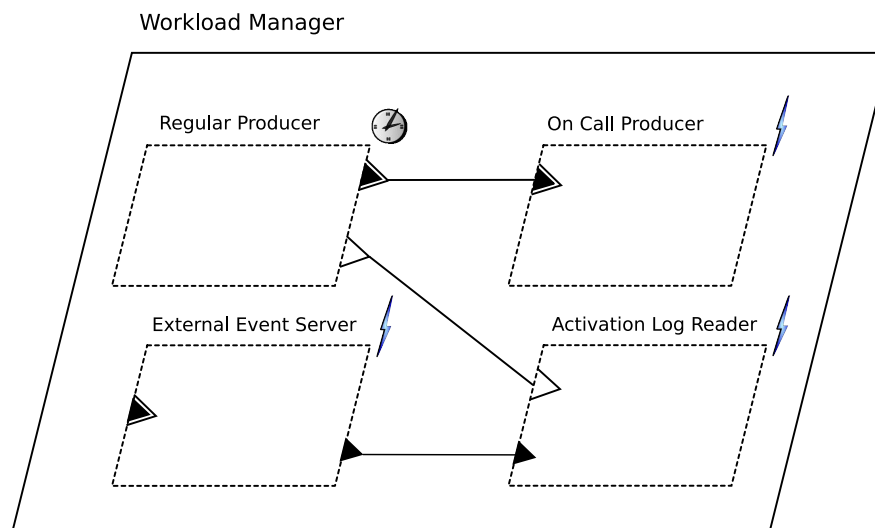 Workload Manager
Regular Producer
On Call Producer
External Event Server
Activation Log Reader